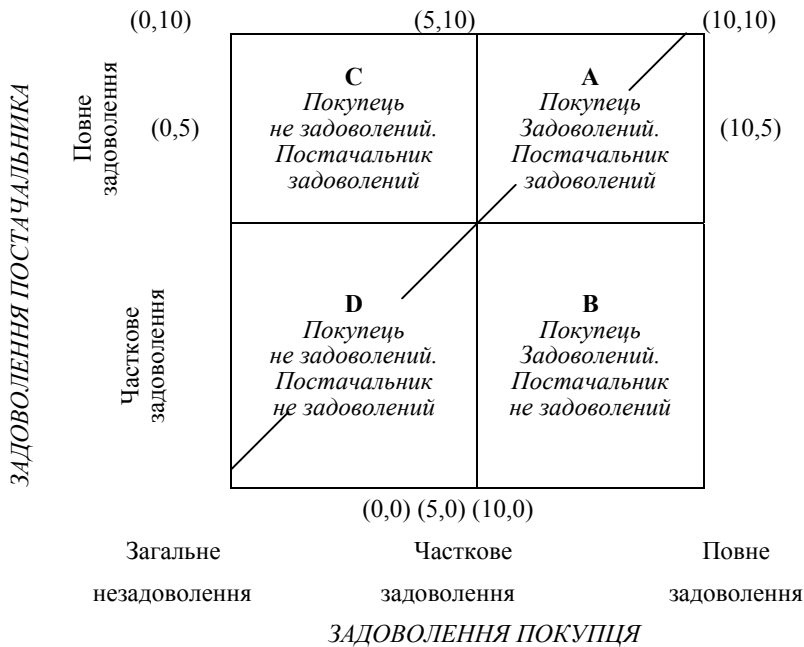 (0,10) (5,10) (10,10)
ЗАДОВОЛЕННЯ ПОСТАЧАЛЬНИКА
Повне
задоволення
(0,5)
C
Покупець
не задоволений.
Постачальник
задоволений
A
Покупець
Задоволений.
Постачальник
задоволений
(10,5)
Часткове
задоволення
D
Покупець
не задоволений.
Постачальник
не задоволений
B
Покупець
Задоволений.
Постачальник
не задоволений
(0,0) (5,0) (10,0)
Загальне
незадоволення
Часткове
задоволення
Повне
задоволення
ЗАДОВОЛЕННЯ ПОКУПЦЯ